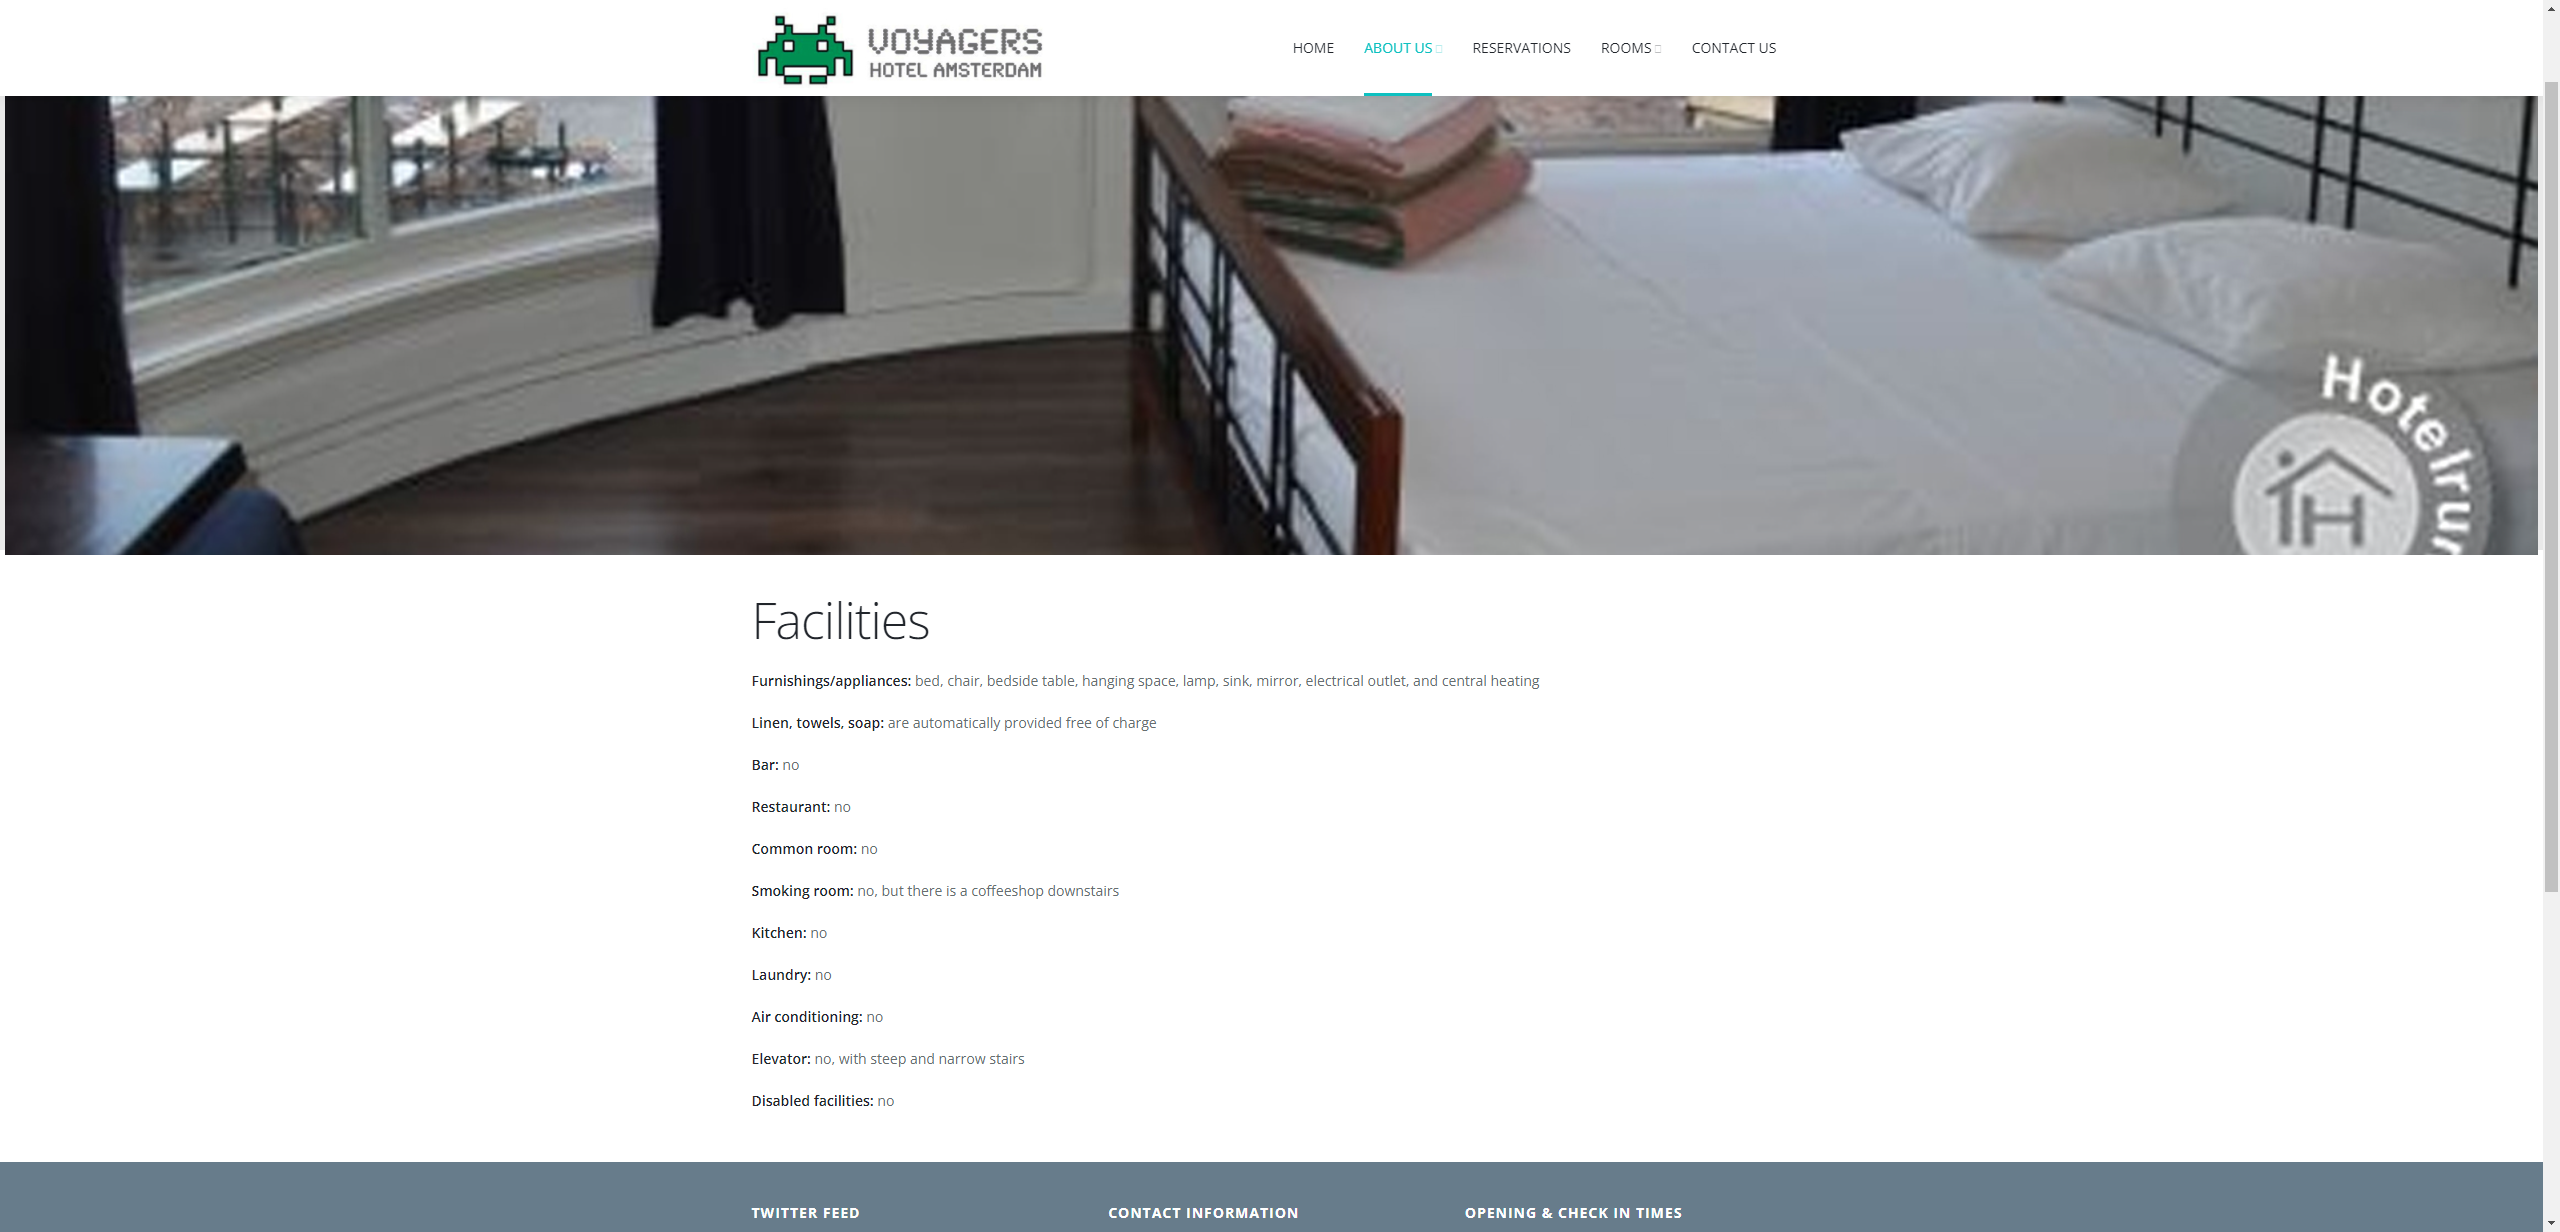 VOYAGERS
HOTEL AMSTERDAM
HOME ABOUT US RESERVATIONS ROOMS CONTACT US
Hotelru
Facilities
Furnishings/appliances: bed, chair, bedside table, hanging space, lamp, sink, mirror, electrical outlet, and central heating
Linen, towels, soap: are automatically provided free of charge
Bar: no
Restaurant: no
Common room: no
Smoking room: no, but there is a coffeeshop downstairs
Kitchen: no
Laundry: no
Air conditioning: no
Elevator: no, with steep and narrow stairs
Disabled facilities: no
TWITTER FEED CONTACT INFORMATION OPENING & CHECK IN TIMES